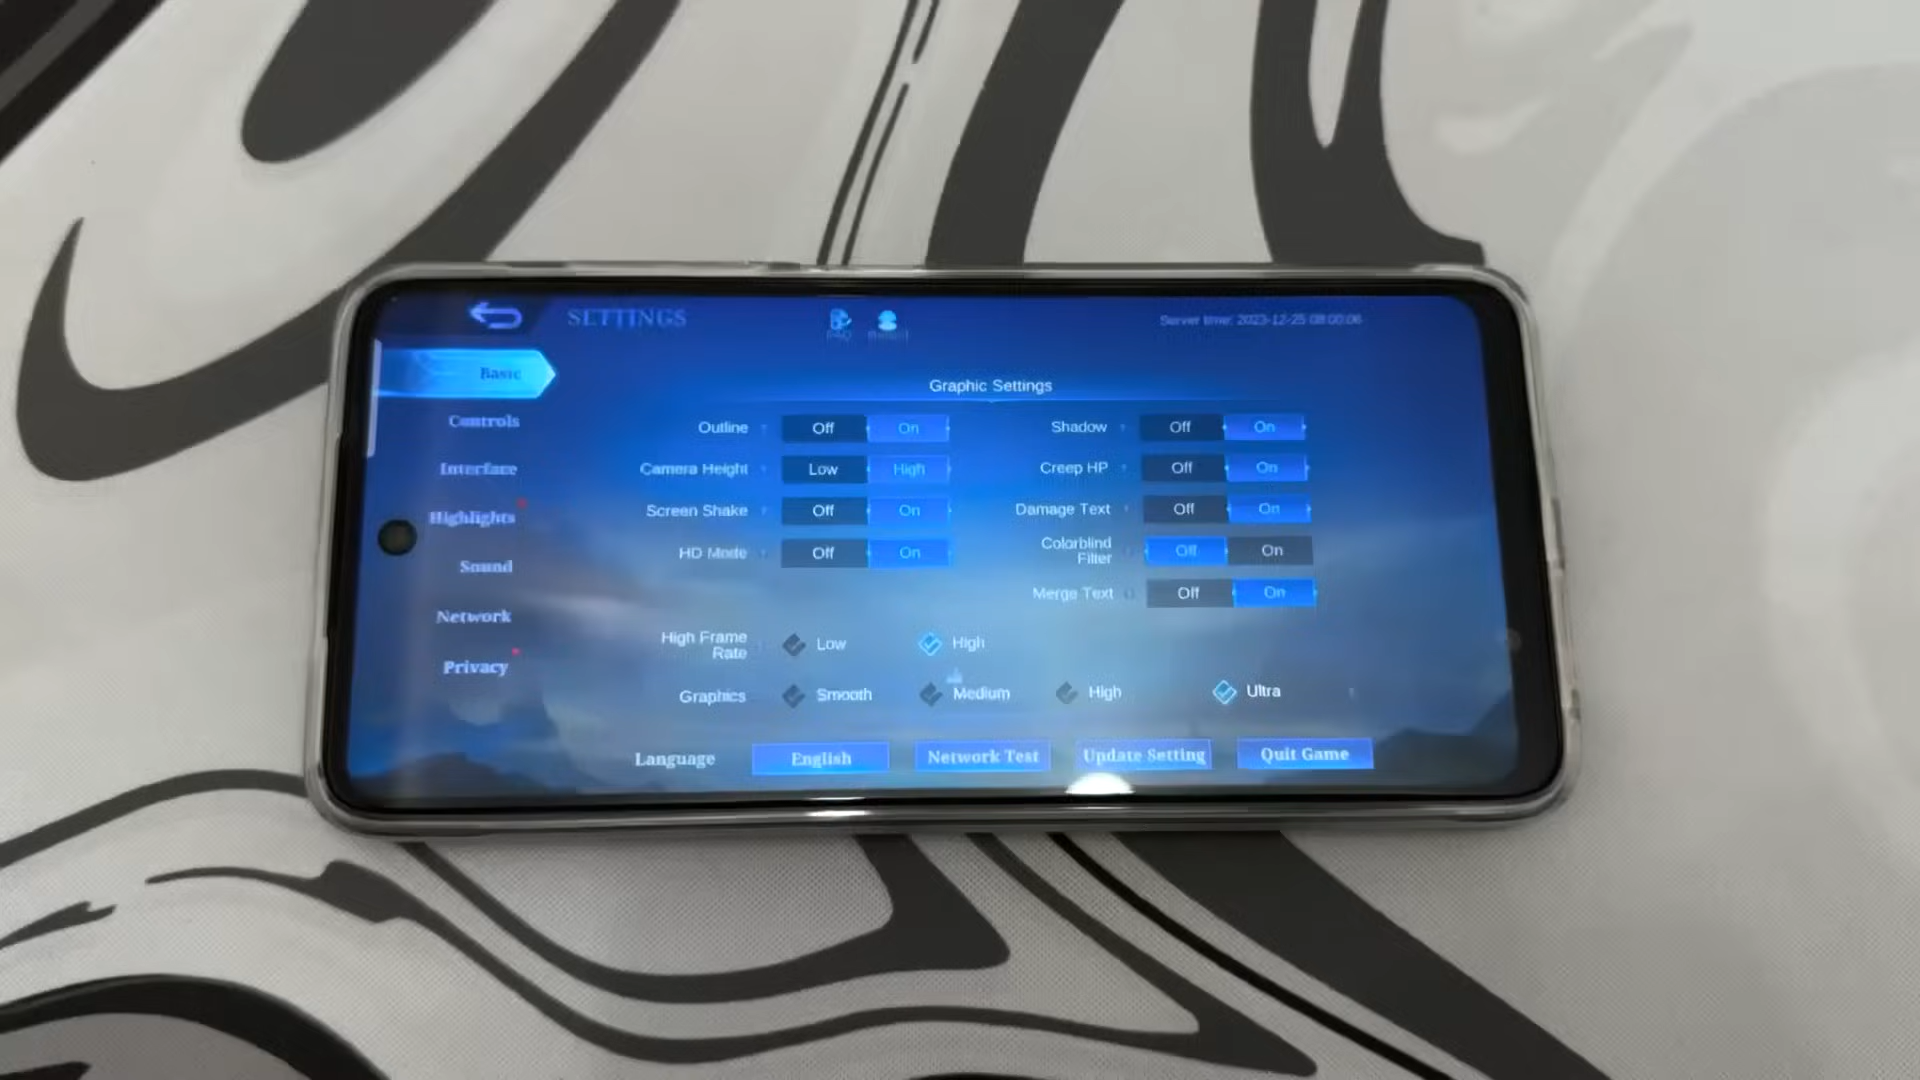 SETTINGS
Server time: 2023-12-25 08:00:06
Basic
Controls
Interface
Highlights
Sound
Network
Privacy
Graphic Settings
Outline Off On
Shadow Off On
Camera Height Low High
Creep HP Off On
Screen Shake Off On
Damage Text Off On
HD Mode Off On
Colorblind
Filter Off On
Merge Text Off On
High Frame
Rate Low High
Graphics Smooth Medium High Ultra
Language English Network Test Update Setting Quit Game